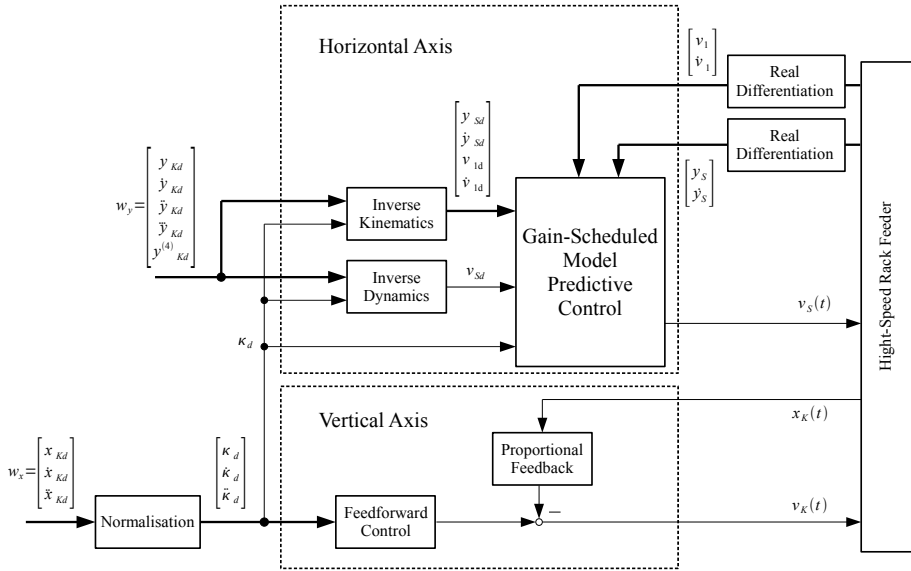 Horizontal Axis
[v₁ v̇₁]
Real
Differentiation
Real
Differentiation
[y_S ẏ_S]
[y_Sd ẏ_Sd v_1d v̇_1d]
w_y=[y_Kd ẏ_Kd ÿ_Kd y⃛_Kd y⁽⁴⁾_Kd]
Inverse
Kinematics
Inverse
Dynamics
v_Sd
κ_d
Gain-Scheduled
Model
Predictive
Control
v_S(t)
Hight-Speed Rack Feeder
Vertical Axis
x_K(t)
Proportional
Feedback
w_x=[x_Kd ẋ_Kd ẍ_Kd]
Normalisation
[κ_d κ̇_d κ̈_d]
Feedforward
Control
−
v_K(t)